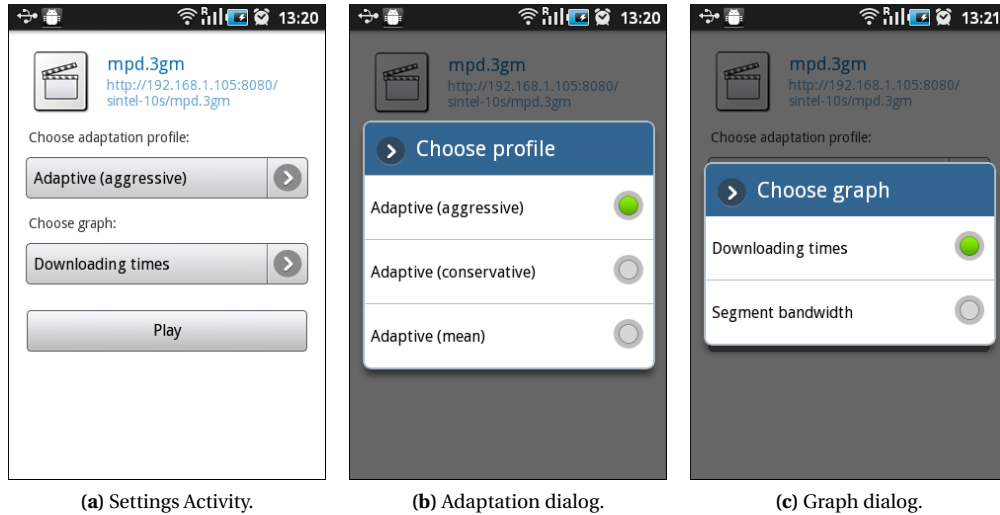 13:20
mpd.3gm
http://192.168.1.105:8080/
sintel-10s/mpd.3gm
Choose adaptation profile:
Adaptive (aggressive)
Choose graph:
Downloading times
Play
(a) Settings Activity.
R 13:20
mpd.3gm
http://192.168.1.105:8080/
sintel-10s/mpd.3gm
Choose profile
Adaptive (aggressive)
Adaptive (conservative)
Adaptive (mean)
(b) Adaptation dialog.
R 13:21
mpd.3gm
http://192.168.1.105:8080/
sintel-10s/mpd.3gm
Choose adaptation profile:
Choose graph
Downloading times
Segment bandwidth
(c) Graph dialog.